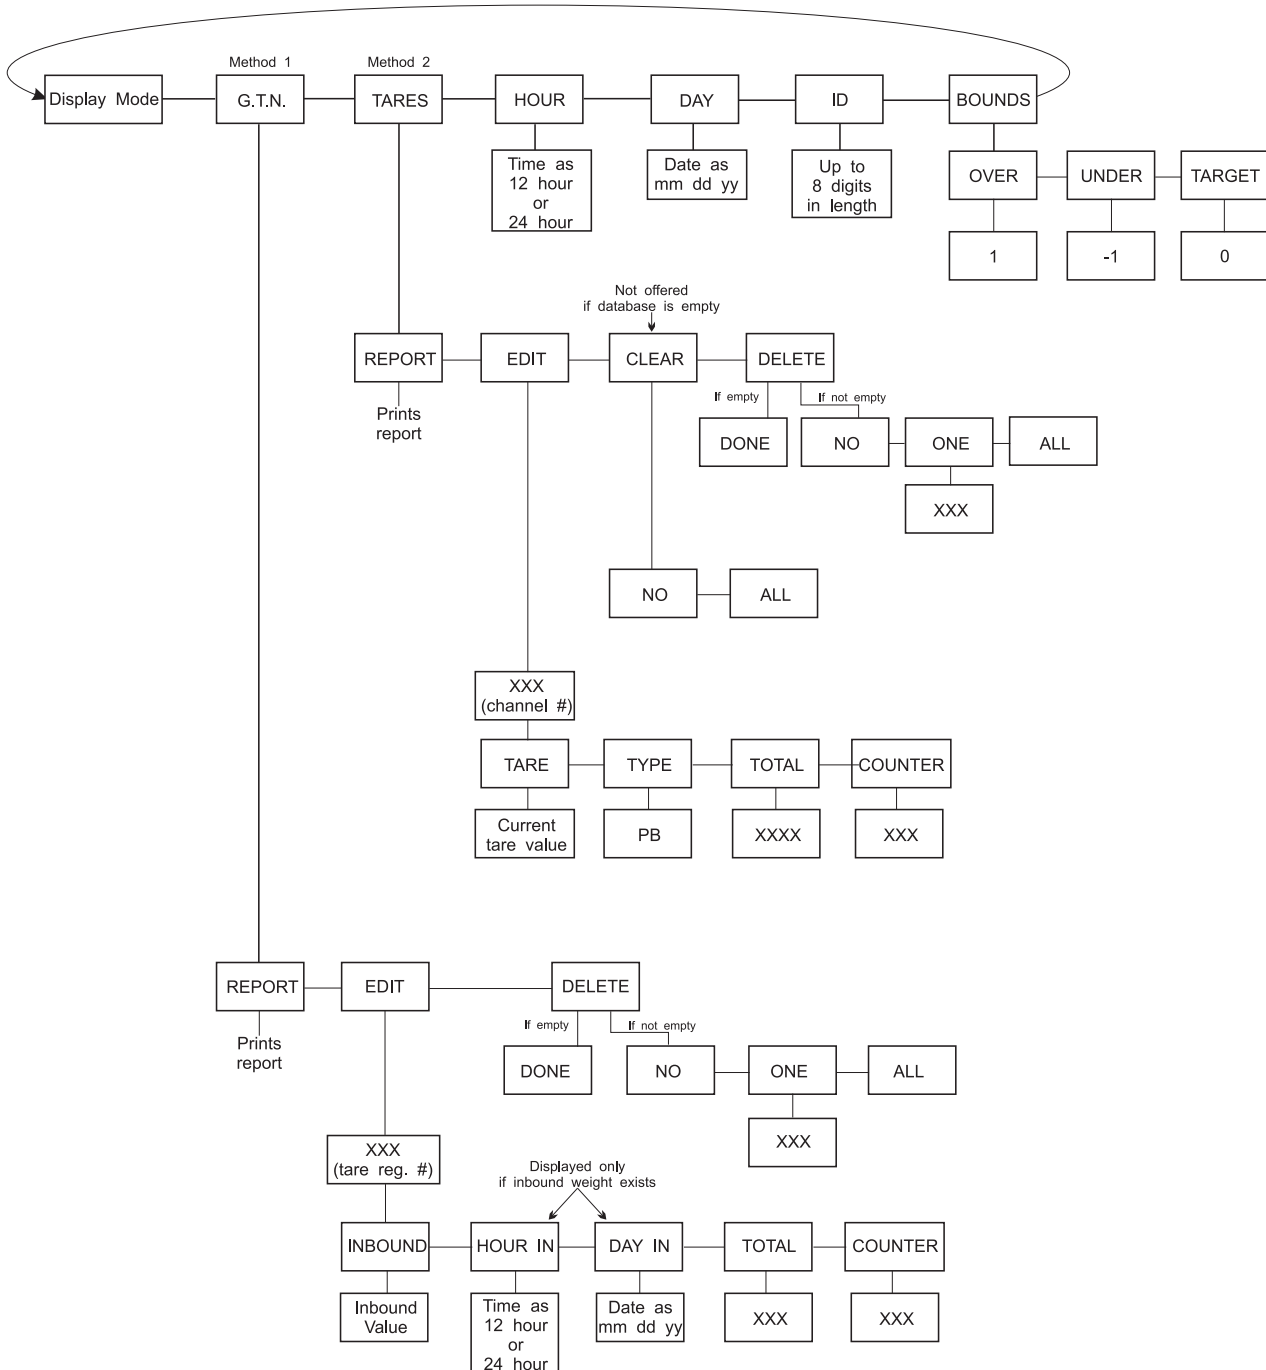 Method 1
Method 2
Display Mode
G.T.N.
TARES
HOUR
DAY
ID
BOUNDS
Time as
12 hour
or
24 hour
Date as
mm dd yy
Up to
8 digits
in length
OVER
UNDER
TARGET
1
-1
0
Not offered
if database is empty
REPORT
EDIT
CLEAR
DELETE
Prints
report
If empty
If not empty
DONE
NO
ONE
ALL
XXX
NO
ALL
XXX
(channel #)
TARE
TYPE
TOTAL
COUNTER
Current
tare value
PB
XXXX
XXX
REPORT
EDIT
DELETE
Prints
report
If empty
If not empty
DONE
NO
ONE
ALL
XXX
XXX
(tare reg. #)
Displayed only
if inbound weight exists
INBOUND
HOUR IN
DAY IN
TOTAL
COUNTER
Inbound
Value
Time as
12 hour
or
24 hour
Date as
mm dd yy
XXX
XXX